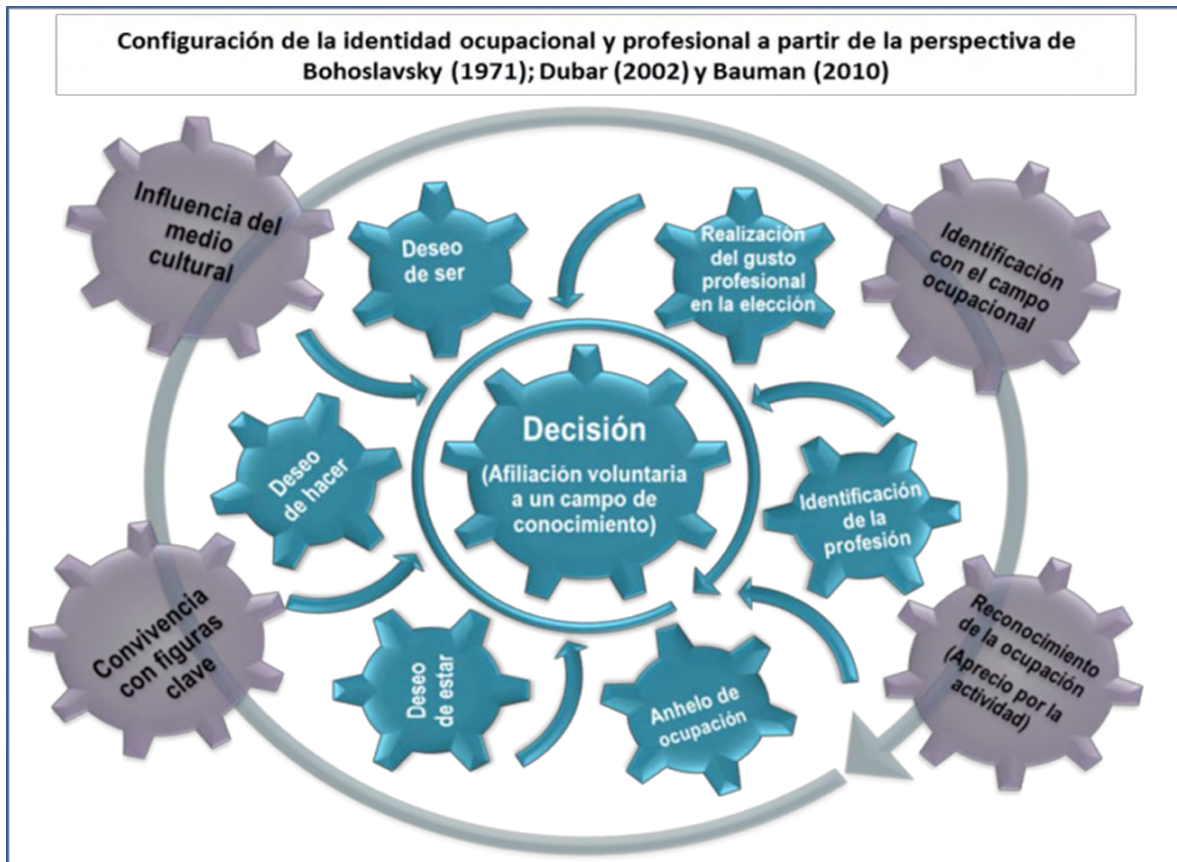 Configuración de la identidad ocupacional y profesional a partir de la perspectiva de
Bohoslavsky (1971); Dubar (2002) y Bauman (2010)
Influencia del
medio
cultural
Deseo
de ser
Realización
del gusto
profesional
en la elección
Identificación
con el campo
ocupacional
Deseo
de hacer
Decisión
(Afiliación voluntaria
a un campo de
conocimiento)
Identificación
de la
profesión
Convivencia
con figuras
clave
Deseo
de estar
Anhelo de
ocupación
Reconocimiento
de la ocupación
(Aprecio por la
actividad)